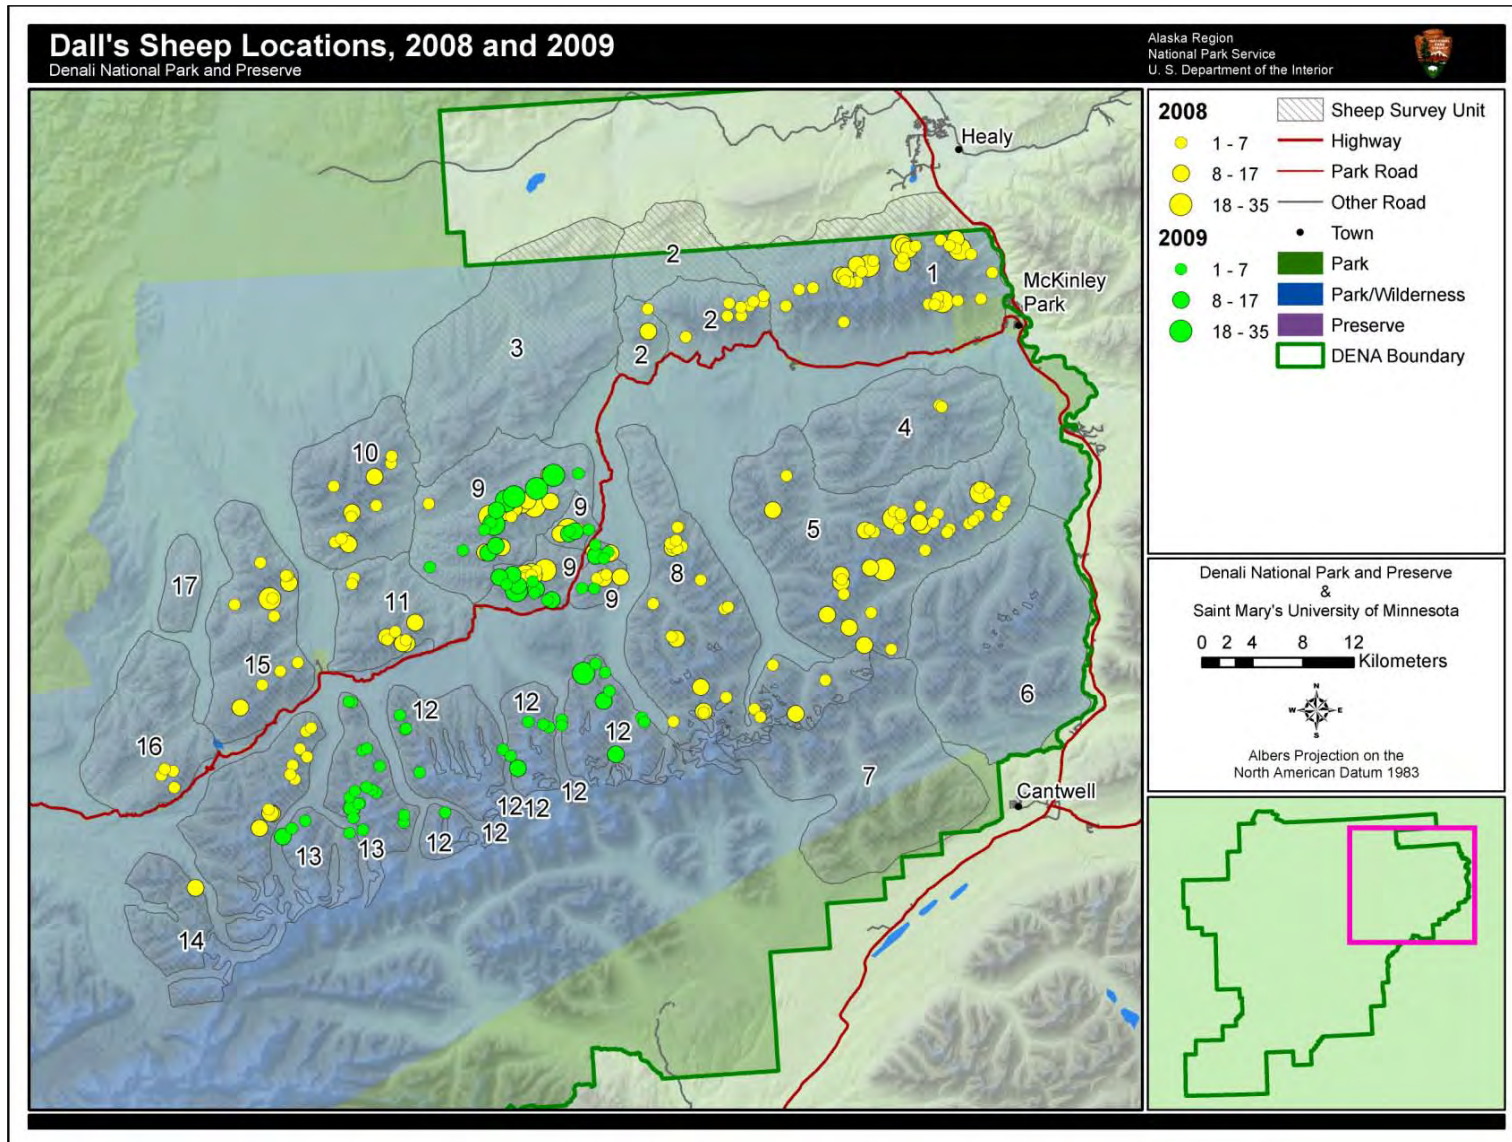 Dall's Sheep Locations, 2008 and 2009
Denali National Park and Preserve
Alaska Region
National Park Service
U. S. Department of the Interior
Healy
McKinley
Park
Cantwell
2
1
2
2
3
4
10
9
9
5
9
8
17
9
11
15
6
12
12
16
12
7
12
12 12
12
12
13
13
14
2008
1 - 7
8 - 17
18 - 35
2009
1 - 7
8 - 17
18 - 35
Sheep Survey Unit
Highway
Park Road
Other Road
Town
Park
Park/Wilderness
Preserve
DENA Boundary
Denali National Park and Preserve
&
Saint Mary's University of Minnesota
0 2 4 8 12
Kilometers
N
W E
S
Albers Projection on the
North American Datum 1983